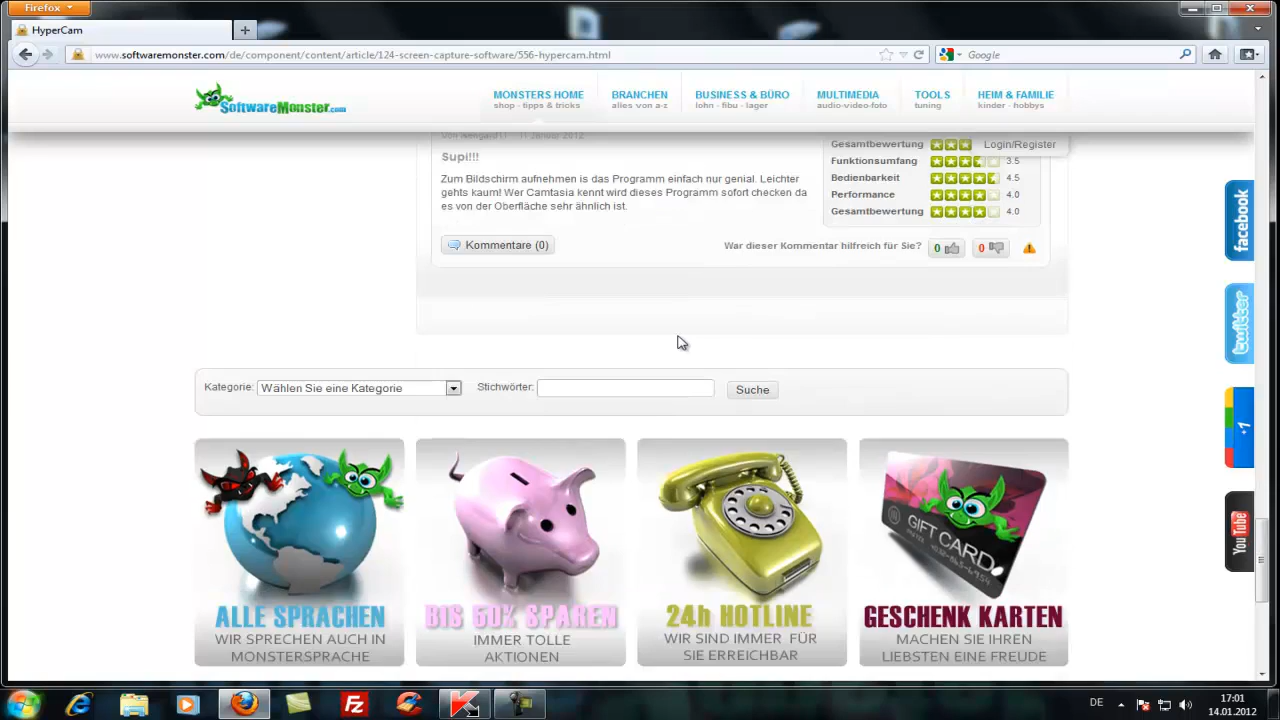 Firefox
HyperCam
www.softwaremonster.com/de/component/content/article/124-screen-capture-software/556-hypercam.html
Google
SoftwareMonster.com
MONSTERS HOME
shop - tipps & tricks
BRANCHEN
alles von a-z
BUSINESS & BÜRO
lohn - fibu - lager
MULTIMEDIA
audio-video-foto
TOOLS
tuning
HEIM & FAMILIE
kinder - hobbys
Login/Register
11 Januar 2012
Supi!!!
Zum Bildschirm aufnehmen is das Programm einfach nur genial. Leichter
gehts kaum! Wer Camtasia kennt wird dieses Programm sofort checken da
es von der Oberfläche sehr ähnlich ist.
Gesamtbewertung
Funktionsumfang 3.5
Bedienbarkeit 4.5
Performance 4.0
Gesamtbewertung 4.0
Kommentare (0)
War dieser Kommentar hilfreich für Sie? 0 0
Kategorie: Wählen Sie eine Kategorie Stichwörter: Suche
ALLE SPRACHEN
WIR SPRECHEN AUCH IN
MONSTERSPRACHE
BIS 60% SPAREN
IMMER TOLLE
AKTIONEN
24h HOTLINE
WIR SIND IMMER FÜR
SIE ERREICHBAR
GIFT CARD
GESCHENK KARTEN
MACHEN SIE IHREN
LIEBSTEN EINE FREUDE
facebook
twitter
+1
YouTube
DE
17:01
14.01.2012